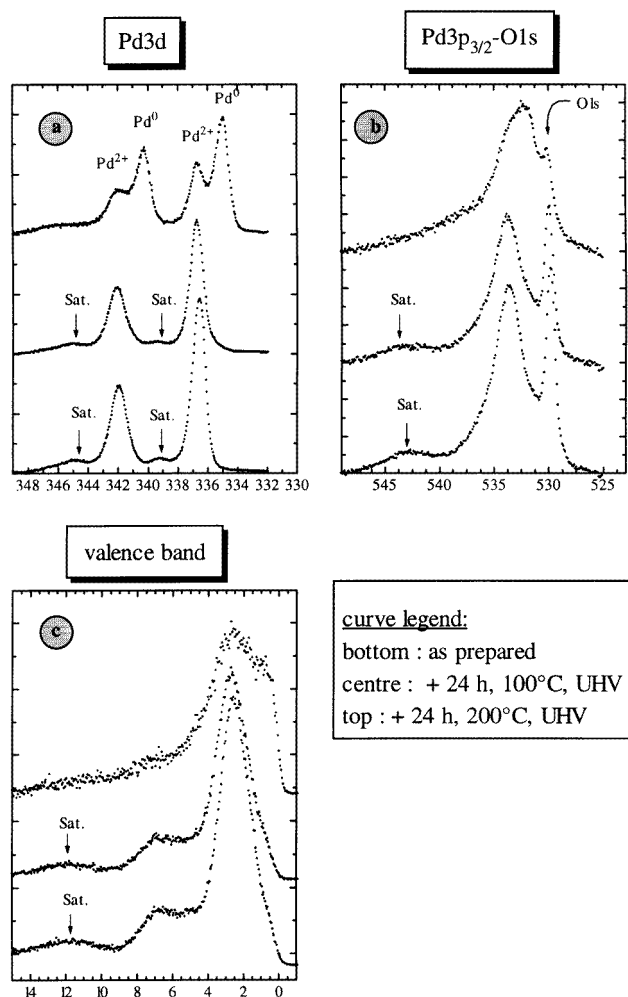 Pd3d
Pd3p3/2-O1s
a
Pd2+
Pd0
Pd2+
Pd0
Sat.
Sat.
Sat.
Sat.
348 346 344 342 340 338 336 334 332 330
b
O1s
Sat.
Sat.
545 540 535 530 525
valence band
c
Sat.
Sat.
14 12 10 8 6 4 2 0
curve legend:
bottom : as prepared
centre : + 24 h, 100°C, UHV
top : + 24 h, 200°C, UHV